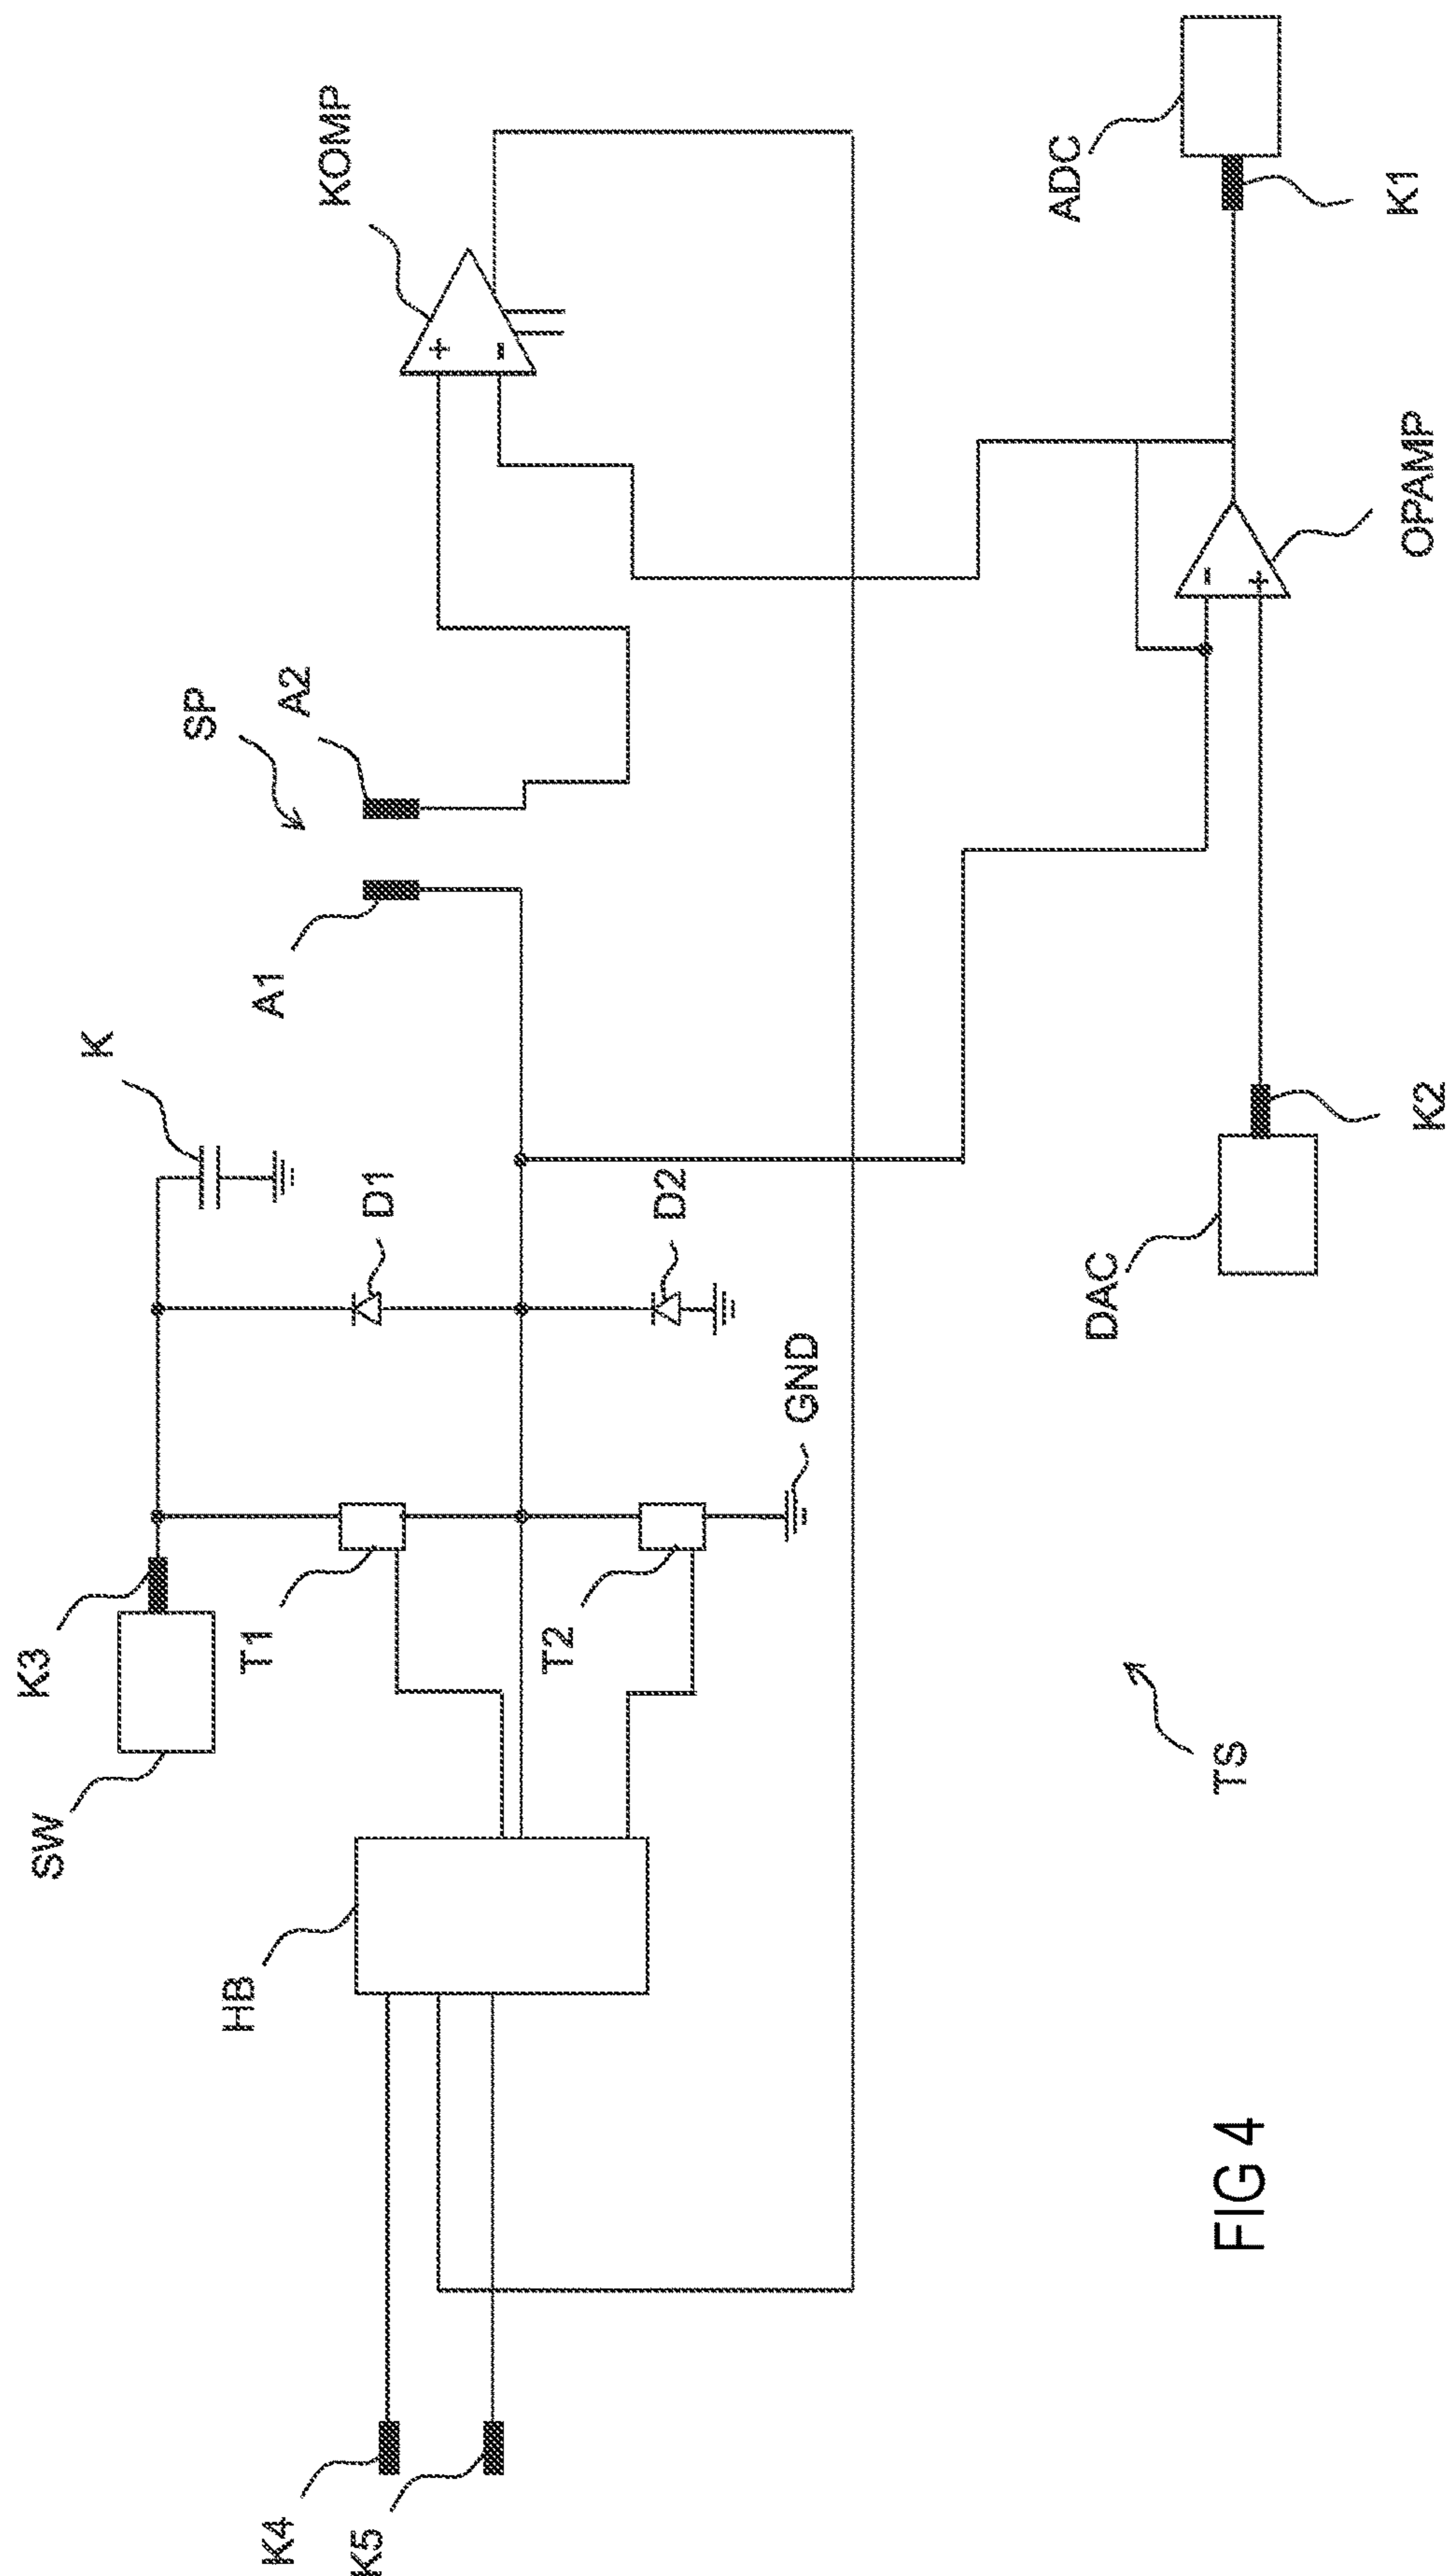 K4
K5
HB
SW
K3
T1
T2
GND
K
D1
D2
A1
A2
SP
KOMP
+
-
DAC
K2
-
+
OPAMP
ADC
K1
TS
FIG 4